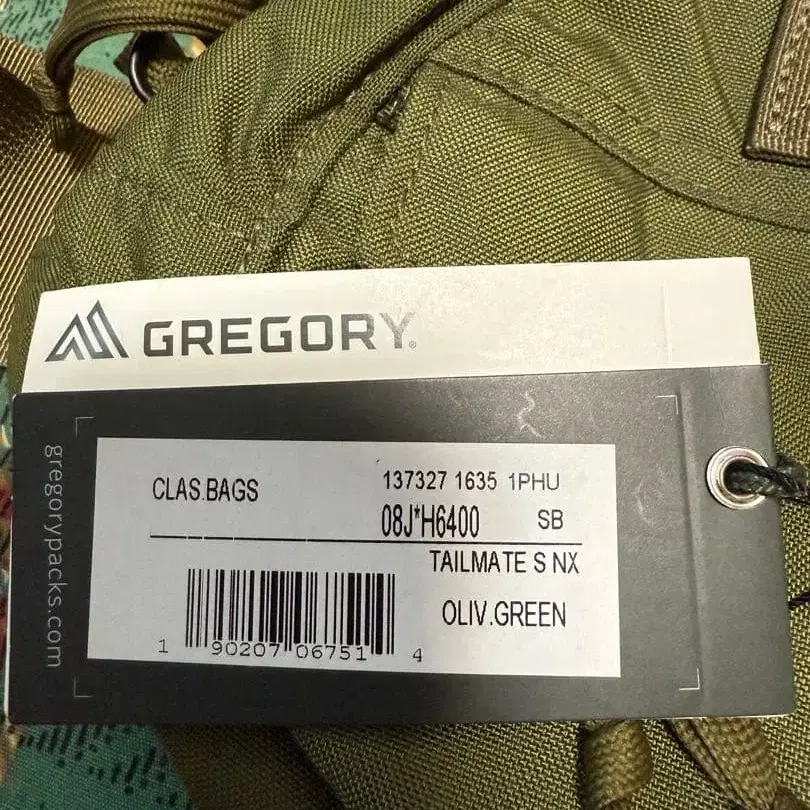 GREGORY®
gregorypacks.com
CLAS.BAGS
137327 1635 1PHU
08J*H6400 SB
TAILMATE S NX
OLIV.GREEN
1 90207 06751 4